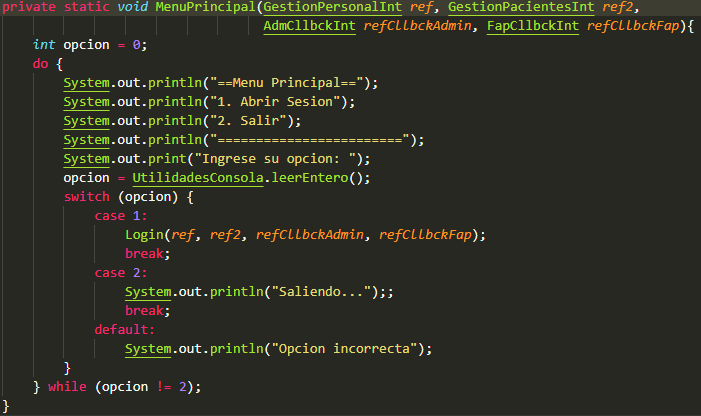 private static void MenuPrincipal(GestionPersonalInt ref, GestionPacientesInt ref2,
AdmCllbckInt refCllbckAdmin, FapCllbckInt refCllbckFap){
int opcion = 0;
do {
System.out.println("==Menu Principal==");
System.out.println("1. Abrir Sesion");
System.out.println("2. Salir");
System.out.println("========================");
System.out.print("Ingrese su opcion: ");
opcion = UtilidadesConsola.leerEntero();
switch (opcion) {
case 1:
Login(ref, ref2, refCllbckAdmin, refCllbckFap);
break;
case 2:
System.out.println("Saliendo...");;
break;
default:
System.out.println("Opcion incorrecta");
}
} while (opcion != 2);
}